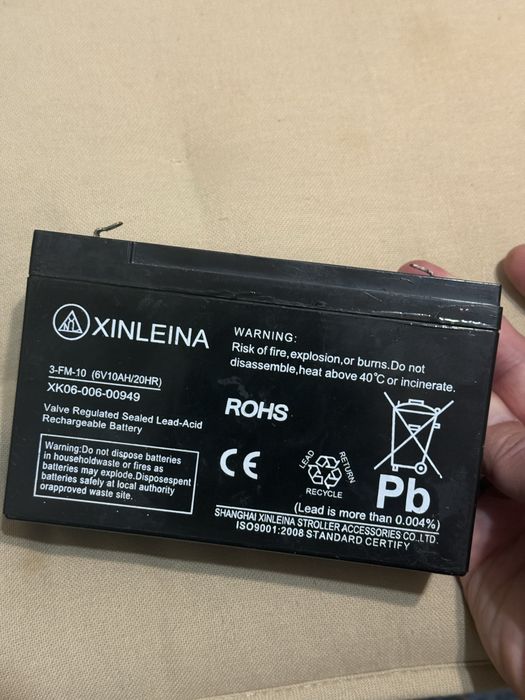 XINLEINA
3-FM-10 (6V10AH/20HR)
XK06-006-00949
Valve Regulated Sealed Lead-Acid
Rechargeable Battery
Warning:Do not dispose batteries
in householdwaste or fires as
batteries may explode.Disposespent
batteries safely at local authority
orapproved waste site.
WARNING:
Risk of fire,explosion,or burns.Do not
disassemble,heat above 40℃ or incinerate.
ROHS
CE
LEAD
RETURN
RECYCLE
Pb
(Lead is more than 0.004%)
SHANGHAI XINLEINA STROLLER ACCESSORIES CO.,LTD.
ISO9001:2008 STANDARD CERTIFY